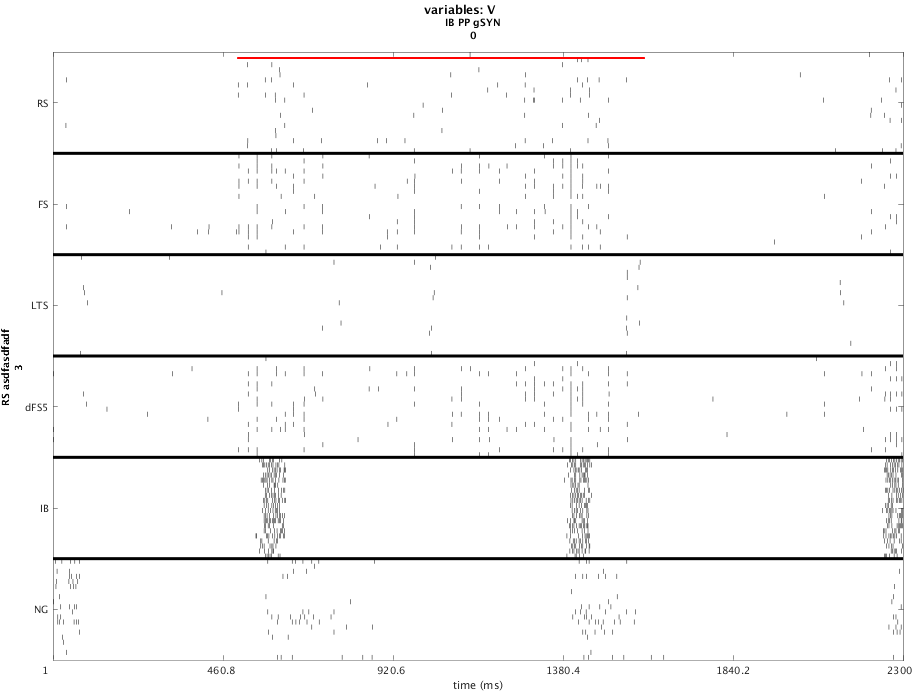 variables: V
IB PP gSYN
0
RS
FS
LTS
dFS5
IB
NG
RS asdfasdfadf
3
1
460.8
920.6
1380.4
1840.2
2300
time (ms)